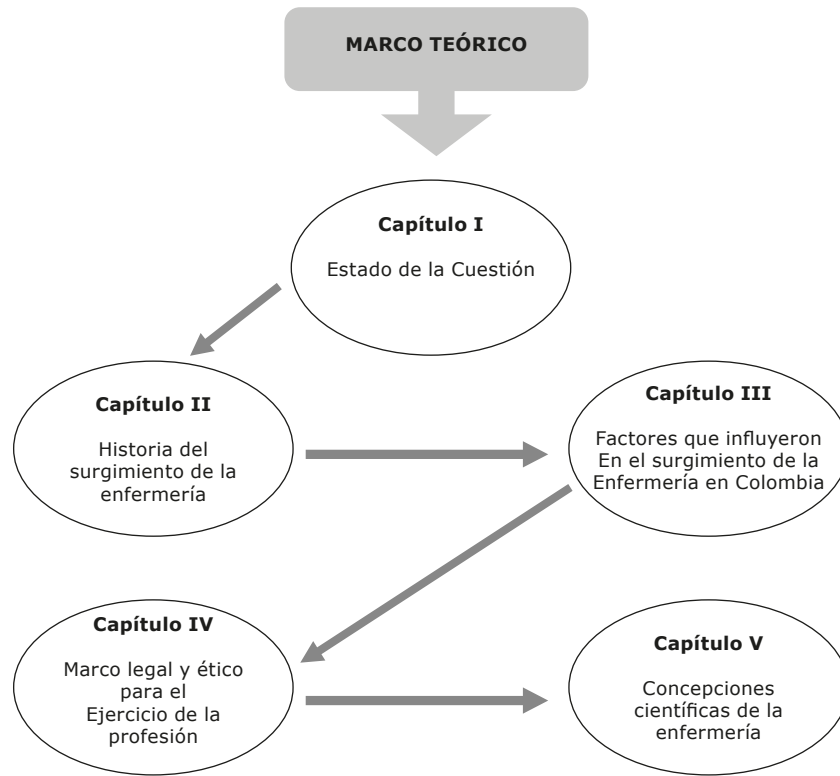 MARCO TEÓRICO
Capítulo I
Estado de la Cuestión
Capítulo II
Historia del
surgimiento de la
enfermería
Capítulo III
Factores que influyeron
En el surgimiento de la
Enfermería en Colombia
Capítulo IV
Marco legal y ético
para el
Ejercicio de la
profesión
Capítulo V
Concepciones
científicas de la
enfermería